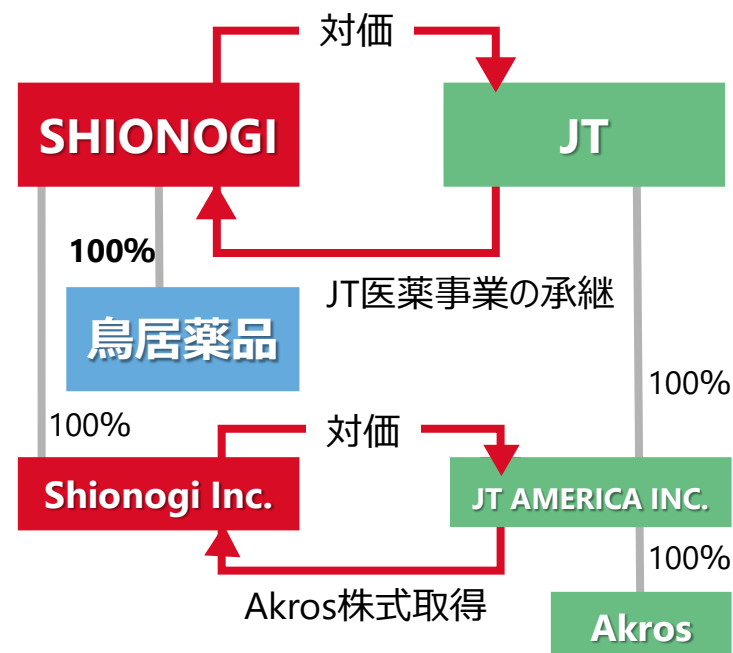 対価
SHIONOGI
JT
100%
JT医薬事業の承継
鳥居薬品
100%
100%
対価
Shionogi Inc.
JT AMERICA INC.
100%
Akros株式取得
Akros